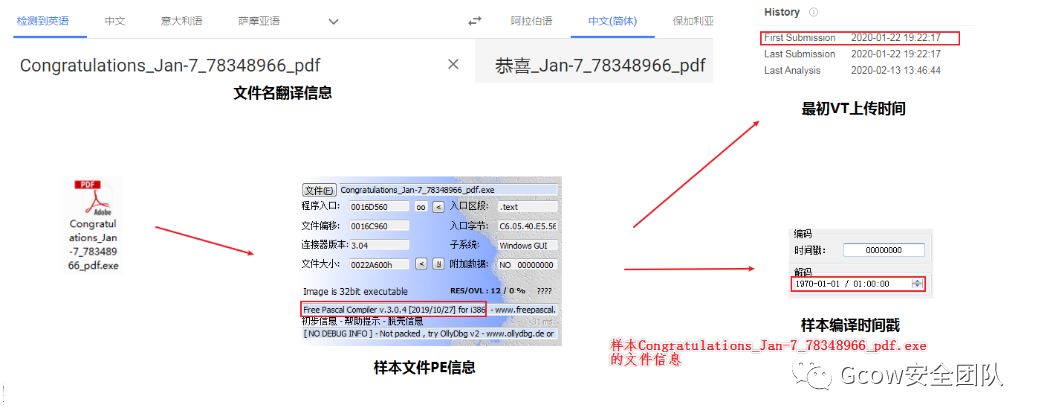 检测到英语 中文 意大利语 萨摩亚语 阿拉伯语 中文(简体) 保加利亚
Congratulations_Jan-7_78348966_pdf
恭喜_Jan-7_78348966_pdf
文件名翻译信息
History
First Submission 2020-01-22 19:22:17
Last Submission 2020-01-22 19:22:17
Last Analysis 2020-02-13 13:46:44
最初VT上传时间
PDF
Adobe
Congratul
ations_Jan
-7_783489
66_pdf.exe
文件(F) Congratulations_Jan-7_78348966_pdf.exe
程序入口: 0016D560 oo < 入口区段: .text
文件偏移: 0016C960 入口字节: C6.05.40.E5.56
连接器版本: 3.04 子系统: Windows GUI
文件大小: 0022A600h < N 附加数据: NO 00000000
Image is 32bit executable RES/OVL : 12 / 0 % ????
Free Pascal Compiler v.3.0.4 [2019/10/27] for i386 - www.freepascal.
初步信息 - 帮助提示 - 脱壳信息
[ NO DEBUG INFO ] - Not packed , try OllyDbg v2 - www.ollydbg.de or
样本文件PE信息
编码
时间戳: 00000000
解码
1970-01-01 / 01:00:00
样本编译时间戳
样本Congratulations_Jan-7_78348966_pdf.exe
的文件信息
Gcow安全团队